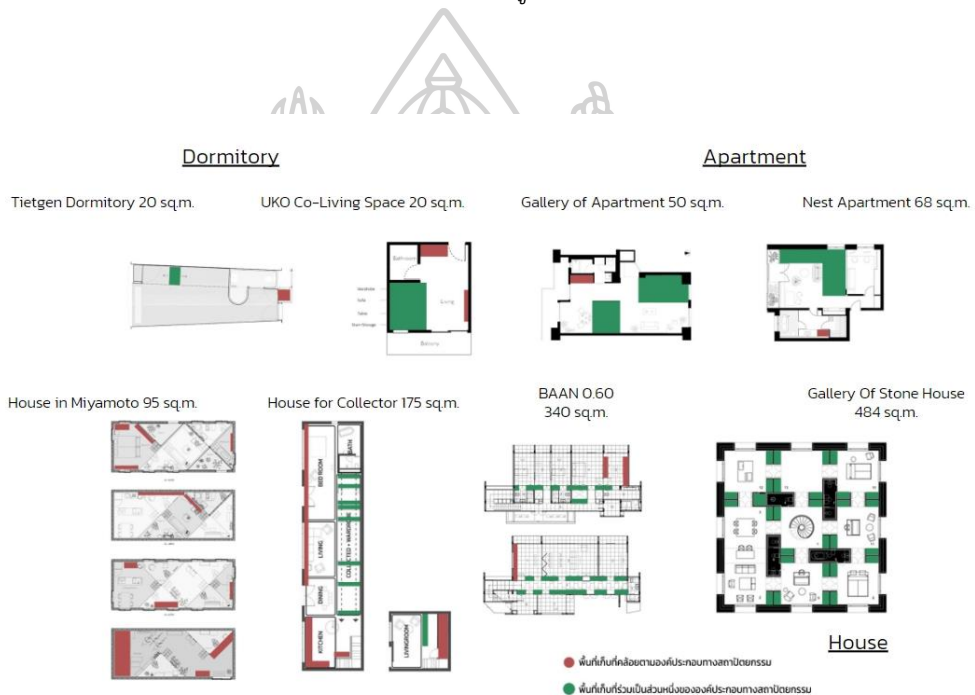 Dormitory
Apartment
Tietgen Dormitory 20 sq.m.
UKO Co-Living Space 20 sq.m.
Gallery of Apartment 50 sq.m.
Nest Apartment 68 sq.m.
Bathroom
Living
Balcony
House in Miyamoto 95 sq.m.
House for Collector 175 sq.m.
BAAN 0.60
340 sq.m.
Gallery Of Stone House
484 sq.m.
BATH
BED ROOM
LIVING
DINING
KITCHEN
LIVINGROOM
House
พื้นที่เก็บที่คล้อยตามองค์ประกอบทางสถาปัตยกรรม
พื้นที่เก็บที่ร่วมเป็นส่วนหนึ่งขององค์ประกอบทางสถาปัตยกรรม